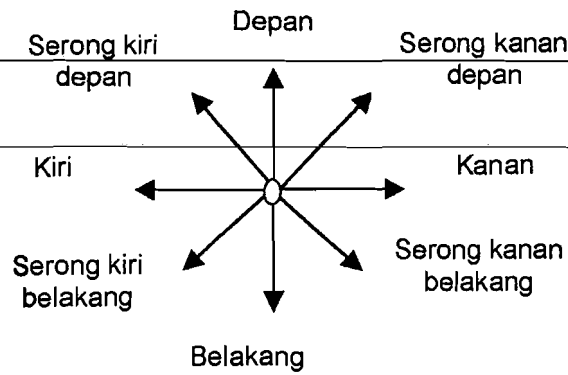 Depan
Serong kiri
depan
Serong kanan
depan
Kiri
Kanan
Serong kiri
belakang
Serong kanan
belakang
Belakang